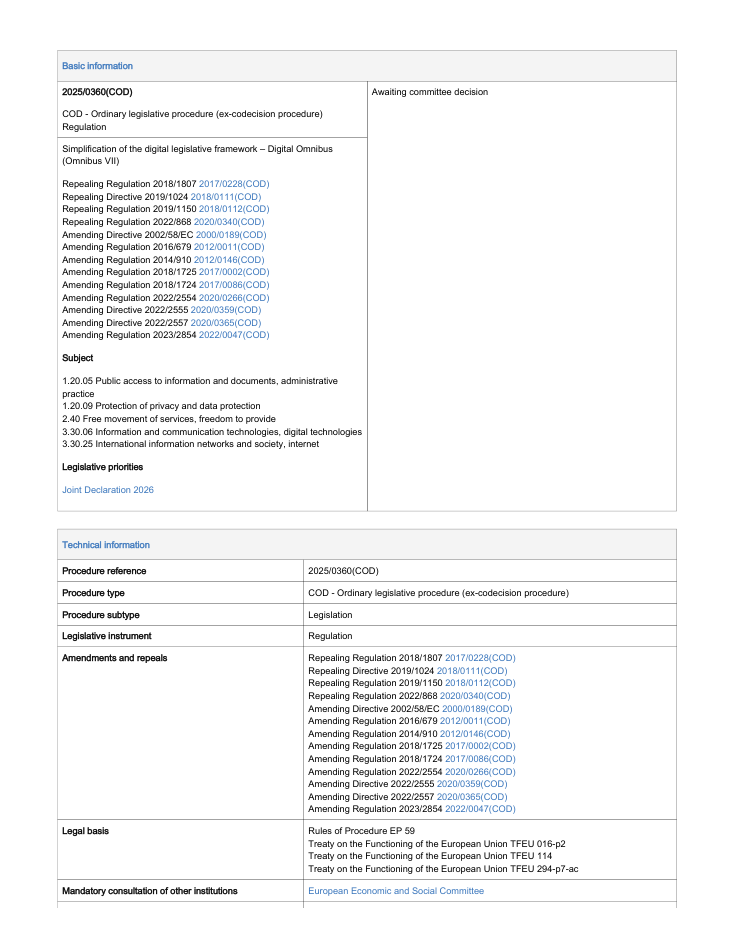 Basic information
2025/0360(COD)
COD - Ordinary legislative procedure (ex-codecision procedure)
Regulation
Awaiting committee decision
Simplification of the digital legislative framework – Digital Omnibus
(Omnibus VII)
Repealing Regulation 2018/1807 2017/0228(COD)
Repealing Directive 2019/1024 2018/0111(COD)
Repealing Regulation 2019/1150 2018/0112(COD)
Repealing Regulation 2022/868 2020/0340(COD)
Amending Directive 2002/58/EC 2000/0189(COD)
Amending Regulation 2016/679 2012/0011(COD)
Amending Regulation 2014/910 2012/0146(COD)
Amending Regulation 2018/1725 2017/0002(COD)
Amending Regulation 2018/1724 2017/0086(COD)
Amending Regulation 2022/2554 2020/0266(COD)
Amending Directive 2022/2555 2020/0359(COD)
Amending Directive 2022/2557 2020/0365(COD)
Amending Regulation 2023/2854 2022/0047(COD)
Subject
1.20.05 Public access to information and documents, administrative
practice
1.20.09 Protection of privacy and data protection
2.40 Free movement of services, freedom to provide
3.30.06 Information and communication technologies, digital technologies
3.30.25 International information networks and society, internet
Legislative priorities
Joint Declaration 2026
Technical information
Procedure reference 2025/0360(COD)
Procedure type COD - Ordinary legislative procedure (ex-codecision procedure)
Procedure subtype Legislation
Legislative instrument Regulation
Amendments and repeals Repealing Regulation 2018/1807 2017/0228(COD)
Repealing Directive 2019/1024 2018/0111(COD)
Repealing Regulation 2019/1150 2018/0112(COD)
Repealing Regulation 2022/868 2020/0340(COD)
Amending Directive 2002/58/EC 2000/0189(COD)
Amending Regulation 2016/679 2012/0011(COD)
Amending Regulation 2014/910 2012/0146(COD)
Amending Regulation 2018/1725 2017/0002(COD)
Amending Regulation 2018/1724 2017/0086(COD)
Amending Regulation 2022/2554 2020/0266(COD)
Amending Directive 2022/2555 2020/0359(COD)
Amending Directive 2022/2557 2020/0365(COD)
Amending Regulation 2023/2854 2022/0047(COD)
Legal basis Rules of Procedure EP 59
Treaty on the Functioning of the European Union TFEU 016-p2
Treaty on the Functioning of the European Union TFEU 114
Treaty on the Functioning of the European Union TFEU 294-p7-ac
Mandatory consultation of other institutions European Economic and Social Committee